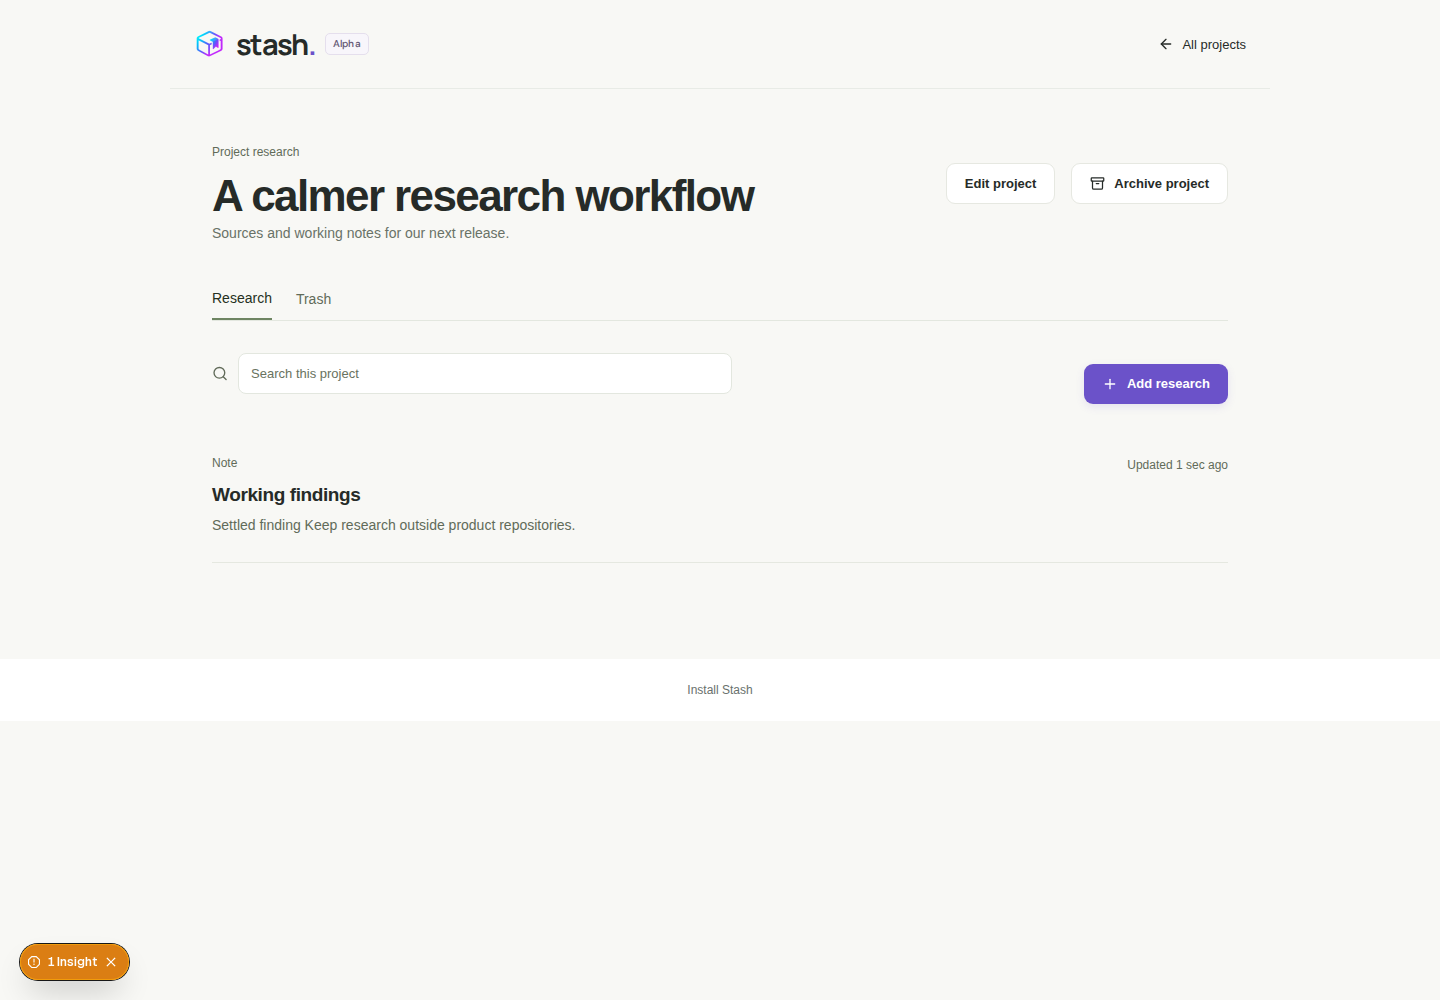 stash. Alpha
All projects
Project research
A calmer research workflow
Sources and working notes for our next release.
Edit project
Archive project
Research
Trash
Search this project
Add research
Note
Updated 1 sec ago
Working findings
Settled finding Keep research outside product repositories.
Install Stash
1 Insight